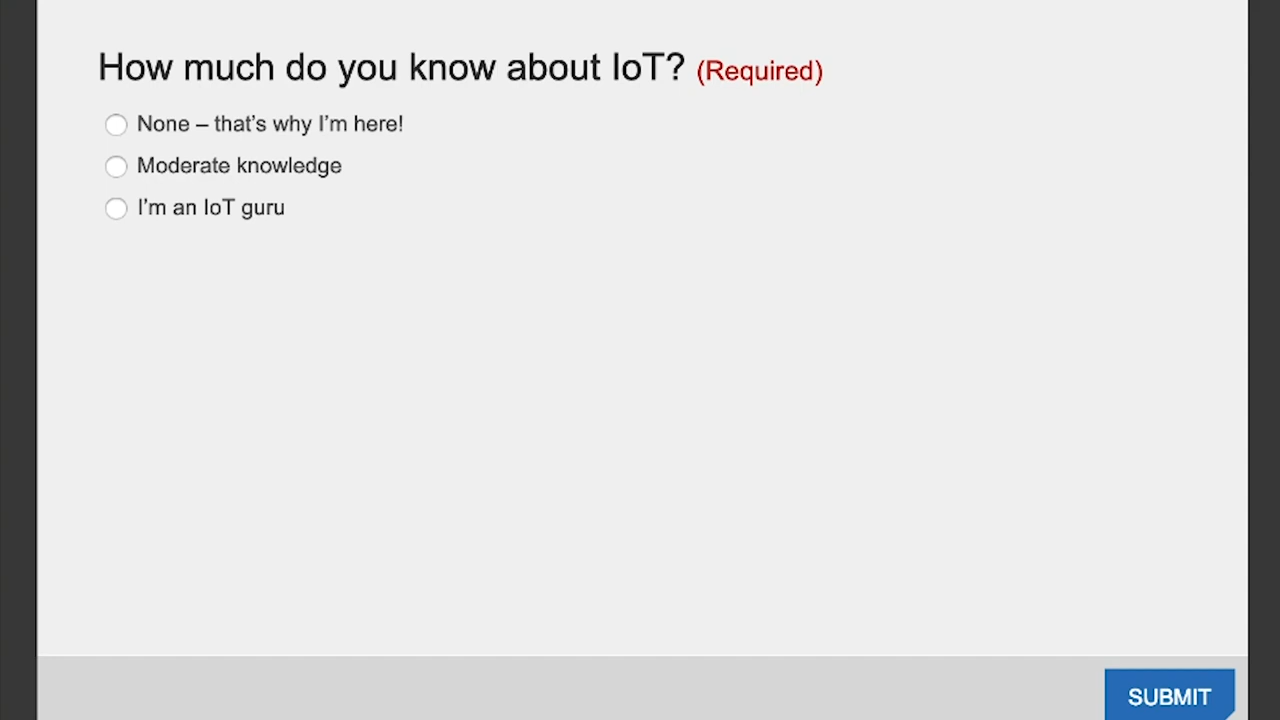 How much do you know about IoT? (Required)
None – that’s why I’m here!
Moderate knowledge
I’m an IoT guru
SUBMIT